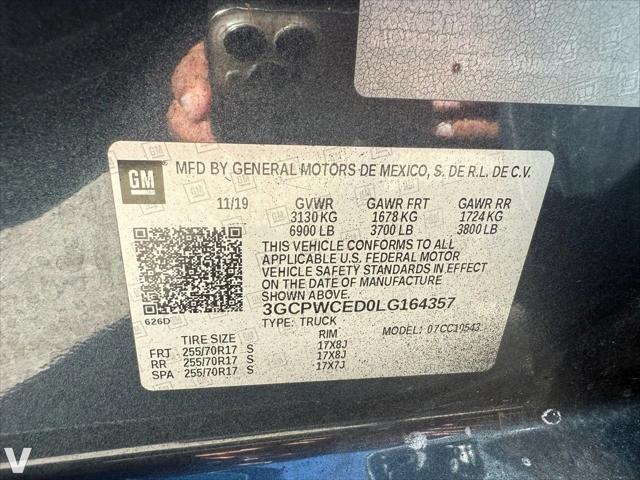 GM ® MFD BY GENERAL MOTORS DE MEXICO, S. DE R.L. DE C.V.
11/19 GVWR GAWR FRT GAWR RR
3130 KG 1678 KG 1724 KG
6900 LB 3700 LB 3800 LB
THIS VEHICLE CONFORMS TO ALL
APPLICABLE U.S. FEDERAL MOTOR
VEHICLE SAFETY STANDARDS IN EFFECT
ON THE DATE OF MANUFACTURE
SHOWN ABOVE.
626D 3GCPWCED0LG164357
TYPE: TRUCK MODEL: 07CC10543
TIRE SIZE RIM
FRT 255/70R17 S 17X8J
RR 255/70R17 S 17X8J
SPA 255/70R17 S 17X7J
V